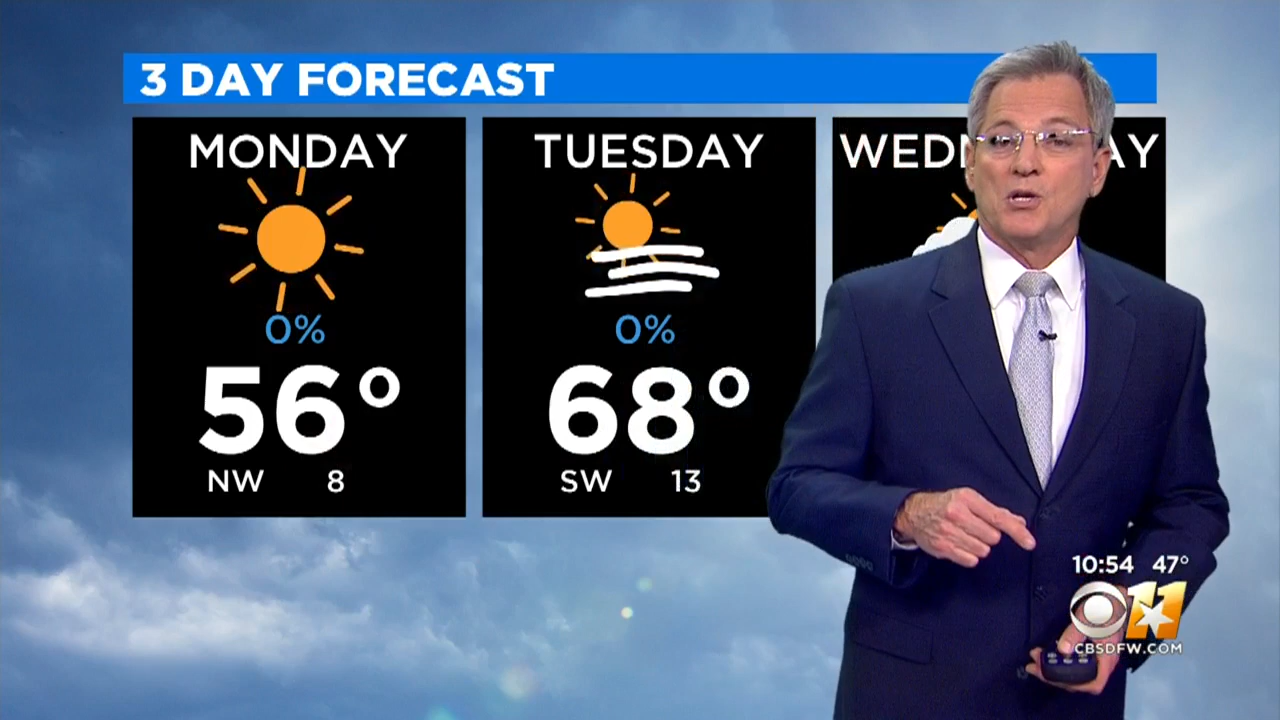 3 DAY FORECAST
MONDAY
0%
56°
NW 8
TUESDAY
0%
68°
SW 13
10:54 47°
CBS 11
CBSDFW.COM